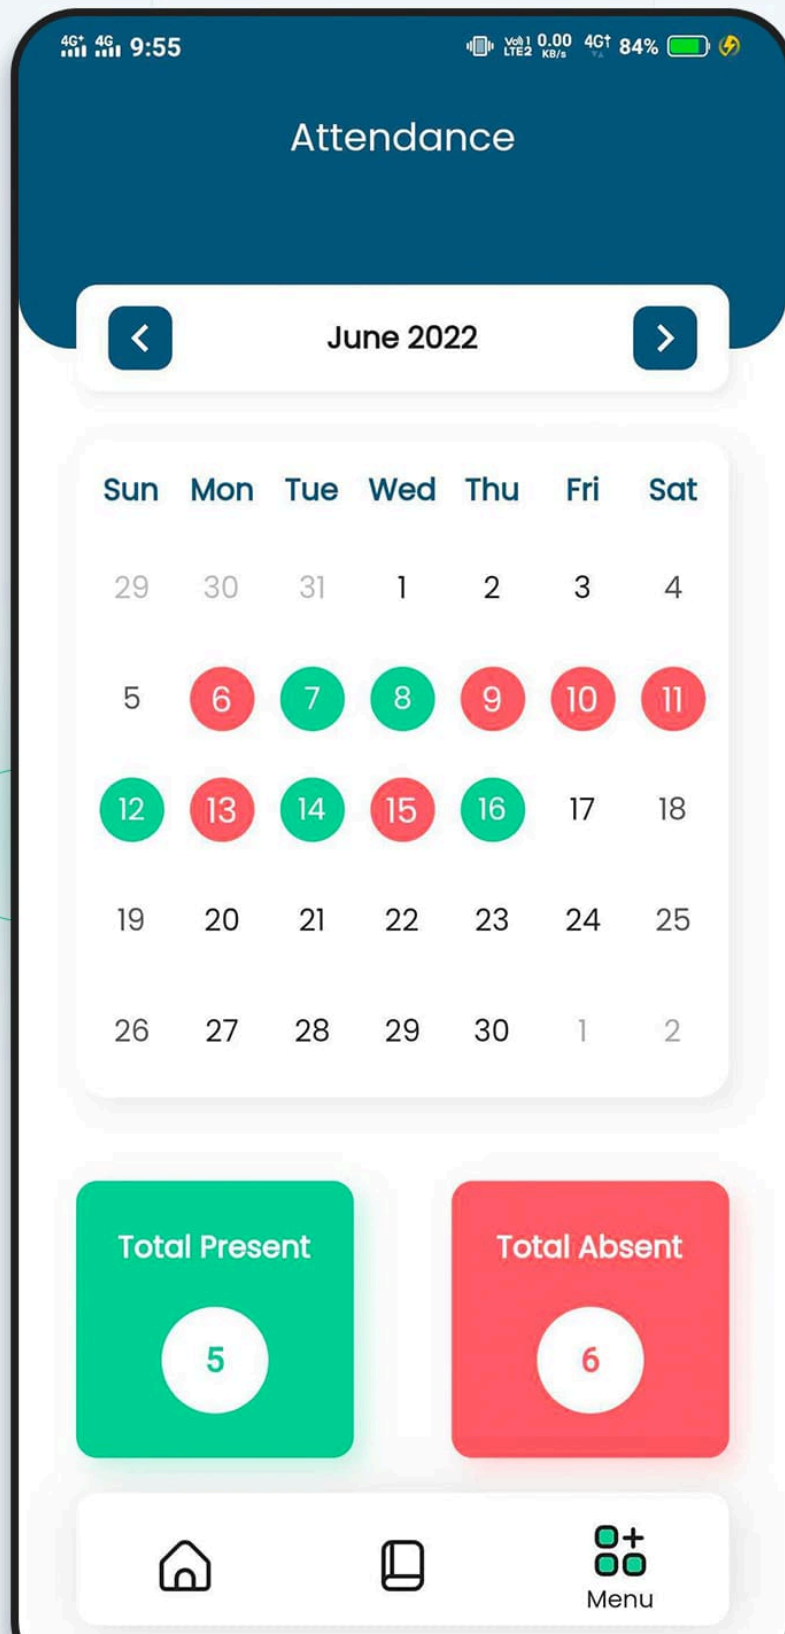 4G+ 4G 9:55 Vo) 1 LTE2 0.00 KB/s 4G† 84%
Attendance
June 2022
Sun Mon Tue Wed Thu Fri Sat
29 30 31 1 2 3 4
5 6 7 8 9 10 11
12 13 14 15 16 17 18
19 20 21 22 23 24 25
26 27 28 29 30 1 2
Total Present Total Absent
5 6
Menu